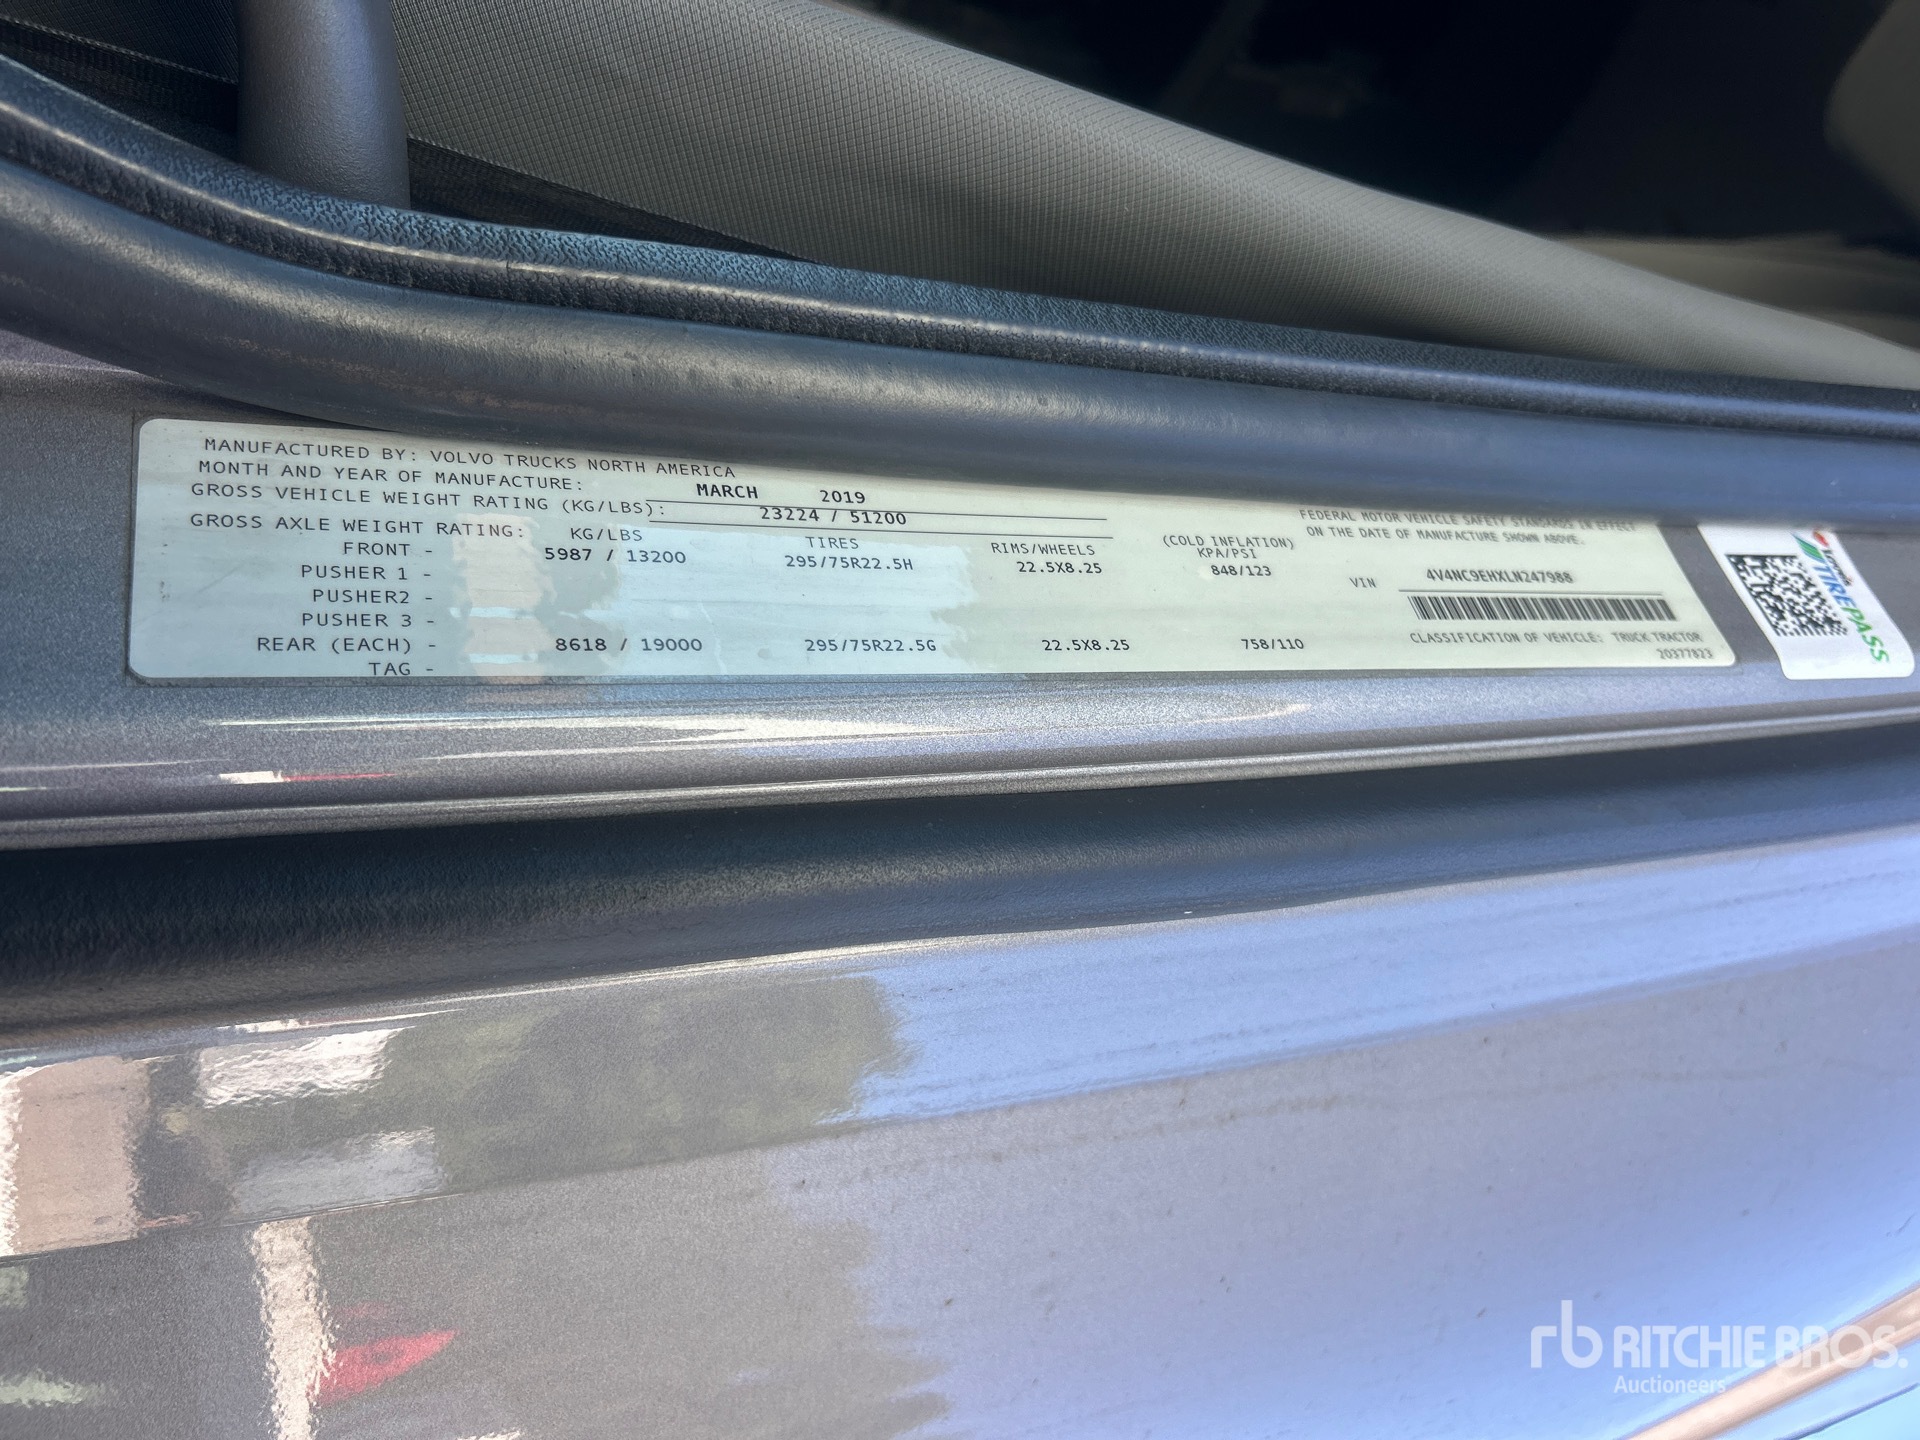 MANUFACTURED BY: VOLVO TRUCKS NORTH AMERICA
MONTH AND YEAR OF MANUFACTURE: MARCH 2019
GROSS VEHICLE WEIGHT RATING (KG/LBS): 23224 / 51200
GROSS AXLE WEIGHT RATING: KG/LBS TIRES RIMS/WHEELS (COLD INFLATION) KPA/PSI
FRONT - 5987 / 13200 295/75R22.5H 22.5X8.25 848/123
PUSHER 1 -
PUSHER2 -
PUSHER 3 -
REAR (EACH) - 8618 / 19000 295/75R22.5G 22.5X8.25 758/110
TAG -
FEDERAL MOTOR VEHICLE SAFETY STANDARDS IN EFFECT
ON THE DATE OF MANUFACTURE SHOWN ABOVE.
VIN 4V4NC9EHXLN247988
CLASSIFICATION OF VEHICLE: TRUCK TRACTOR
20377823
TIREPASS
rb RITCHIE BROS.
Auctioneers